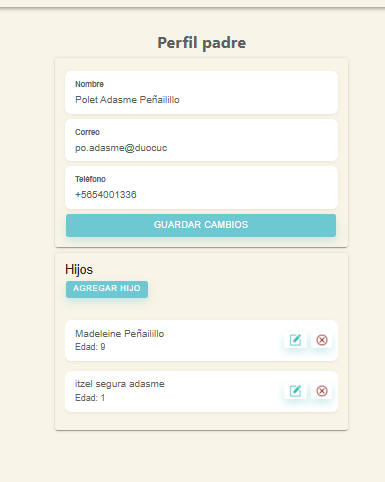 Perfil padre
Nombre
Polet Adasme Peñailillo
Correo
po.adasme@duocuc
Teléfono
+5654001336
GUARDAR CAMBIOS
Hijos
AGREGAR HIJO
Madeleine Peñailillo
Edad: 9
itzel segura adasme
Edad: 1